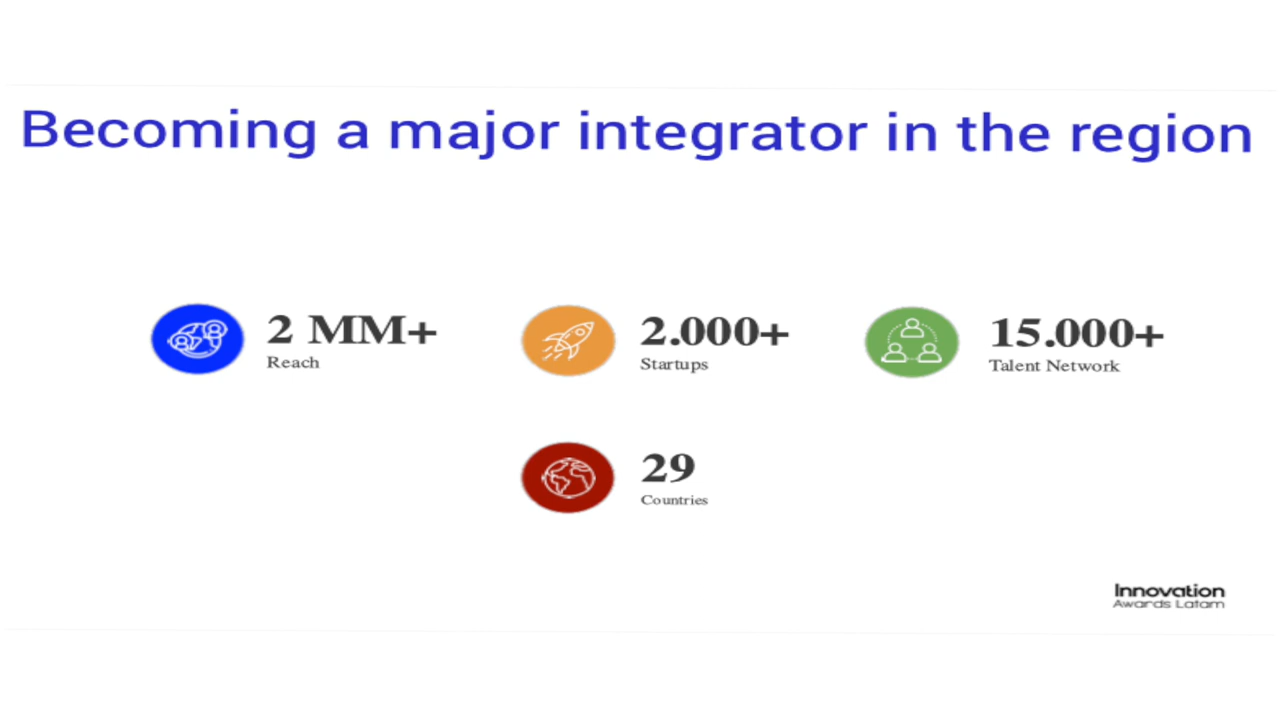 Becoming a major integrator in the region
2 MM+
Reach
2.000+
Startups
15.000+
Talent Network
29
Countries
Innovation
Awards Latam